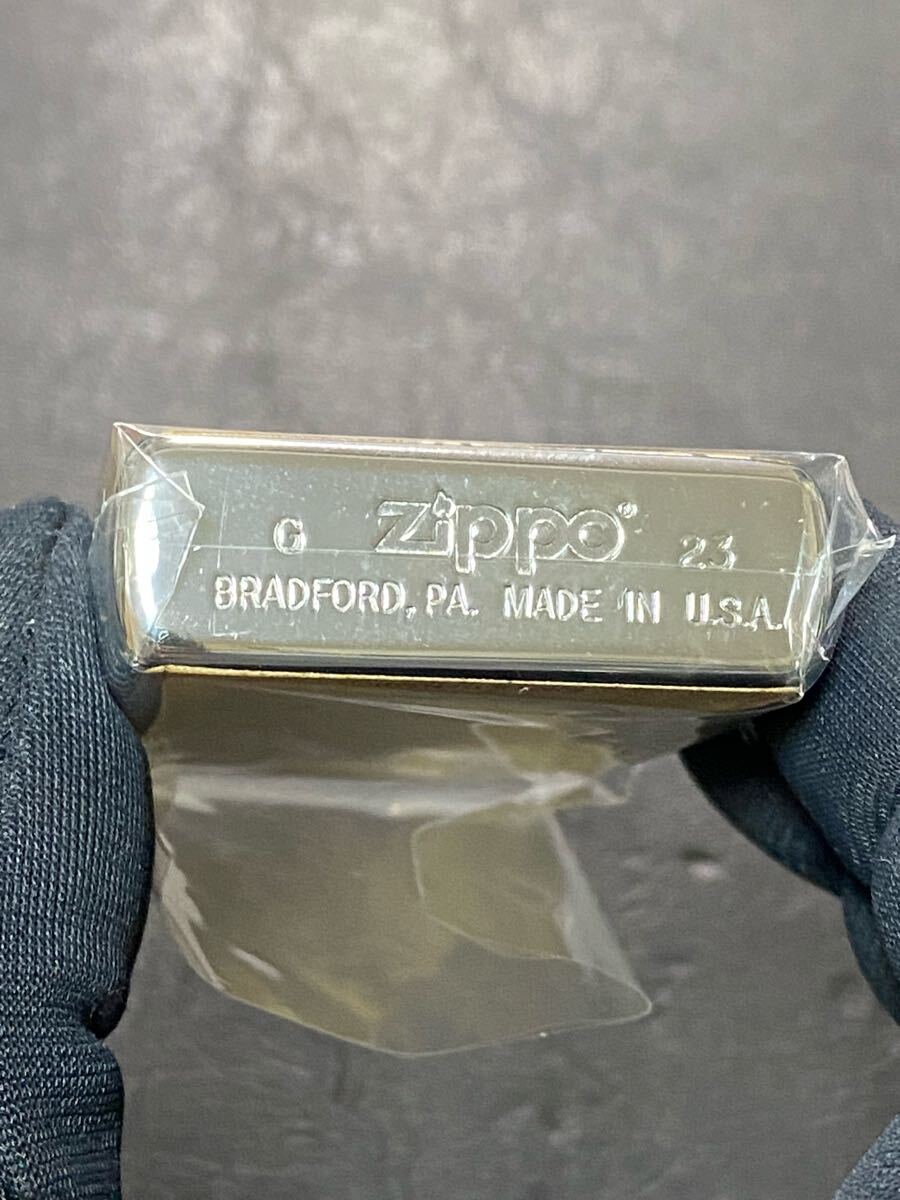 G Zippo® 23
BRADFORD, PA. MADE IN U.S.A.